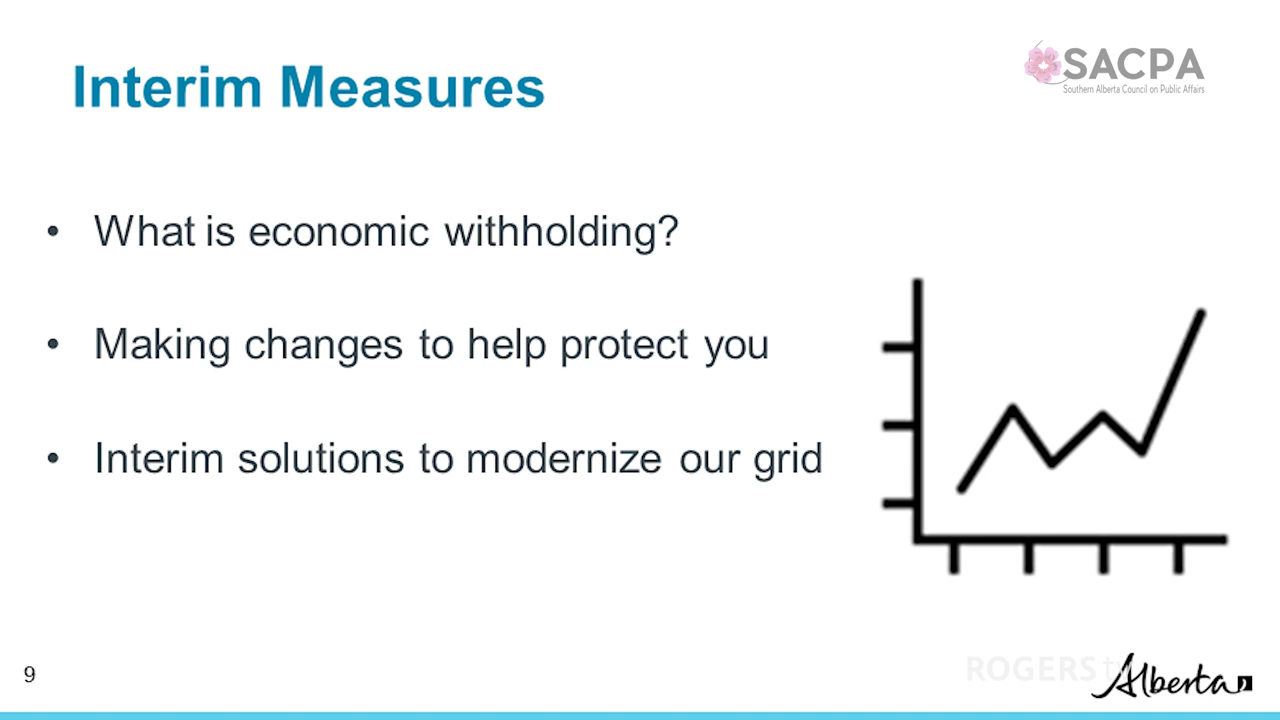 Interim Measures
SACPA
Southern Alberta Council on Public Affairs
• What is economic withholding?
• Making changes to help protect you
• Interim solutions to modernize our grid
9
ROGERS tv
Alberta